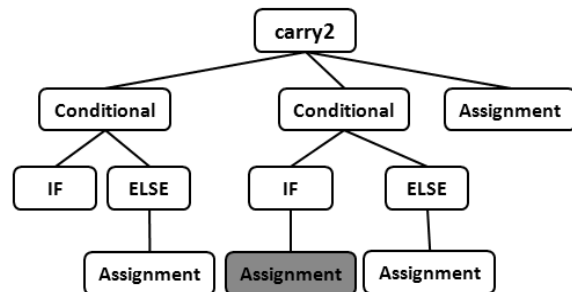 carry2
Conditional Conditional Assignment
IF ELSE IF ELSE
Assignment Assignment Assignment